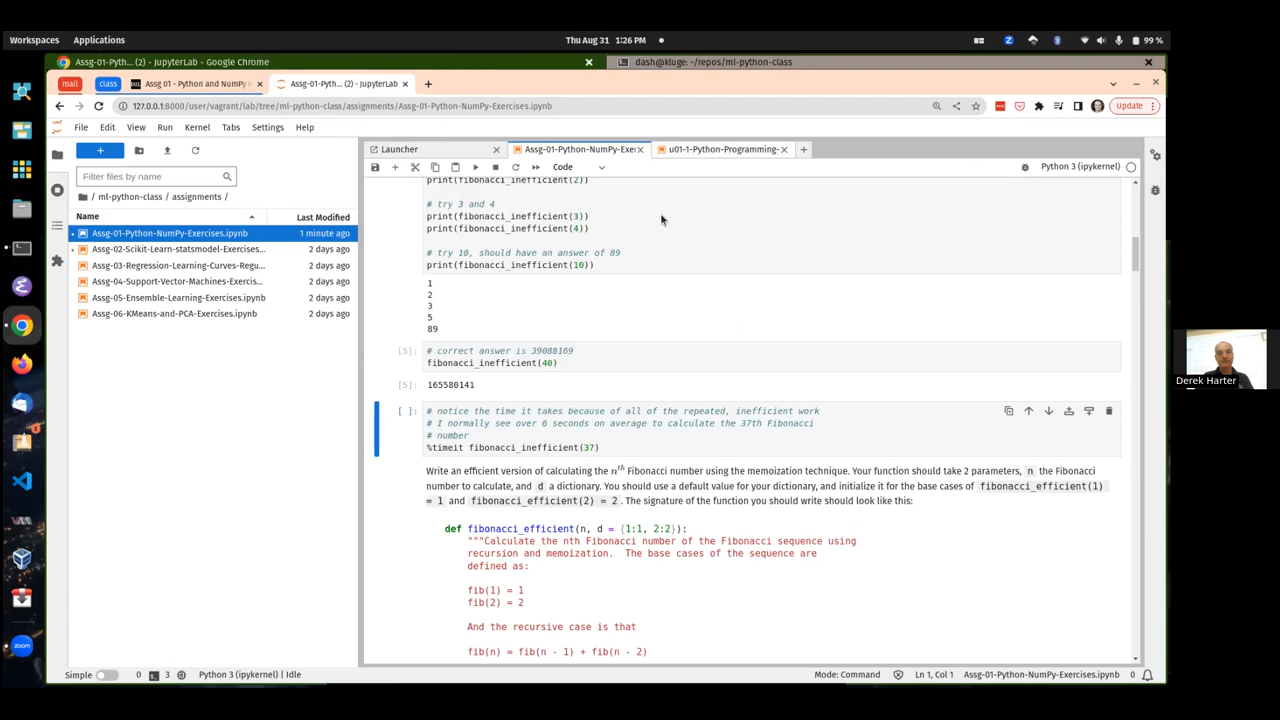 Workspaces Applications Thu Aug 31 1:26 PM 99 %
Assg-01-Pyth... (2) - JupyterLab - Google Chrome dash@kluge: ~/repos/ml-python-class
mail class Assg 01 - Python and NumPy Assg-01-Pyth... (2) - JupyterLab
127.0.0.1:8000/user/vagrant/lab/tree/ml-python-class/assignments/Assg-01-Python-NumPy-Exercises.ipynb Update
File Edit View Run Kernel Tabs Settings Help
Launcher Assg-01-Python-NumPy-Exer u01-1-Python-Programming-
Code Python 3 (ipykernel)
Filter files by name
/ ml-python-class / assignments /
Name Last Modified
Assg-01-Python-NumPy-Exercises.ipynb 1 minute ago
Assg-02-Scikit-Learn-statsmodel-Exercises... 2 days ago
Assg-03-Regression-Learning-Curves-Regu... 2 days ago
Assg-04-Support-Vector-Machines-Exercis... 2 days ago
Assg-05-Ensemble-Learning-Exercises.ipynb 2 days ago
Assg-06-KMeans-and-PCA-Exercises.ipynb 2 days ago
print(fibonacci_inefficient(2))
# try 3 and 4
print(fibonacci_inefficient(3))
print(fibonacci_inefficient(4))
# try 10, should have an answer of 89
print(fibonacci_inefficient(10))
1
2
3
5
89
[5]: # correct answer is 39088169
fibonacci_inefficient(40)
[5]: 165580141
[ ]: # notice the time it takes because of all of the repeated, inefficient work
# I normally see over 6 seconds on average to calculate the 37th Fibonacci
# number
%timeit fibonacci_inefficient(37)
Write an efficient version of calculating the nth Fibonacci number using the memoization technique. Your function should take 2 parameters, n the Fibonacci
number to calculate, and d a dictionary. You should use a default value for your dictionary, and initialize it for the base cases of fibonacci_efficient(1)
= 1 and fibonacci_efficient(2) = 2 . The signature of the function you should write should look like this:
def fibonacci_efficient(n, d = {1:1, 2:2}):
"""Calculate the nth Fibonacci number of the Fibonacci sequence using
recursion and memoization. The base cases of the sequence are
defined as:
fib(1) = 1
fib(2) = 2
And the recursive case is that
fib(n) = fib(n - 1) + fib(n - 2)
Derek Harter
zoom
Simple 0 3 Python 3 (ipykernel) | Idle Mode: Command Ln 1, Col 1 Assg-01-Python-NumPy-Exercises.ipynb 0